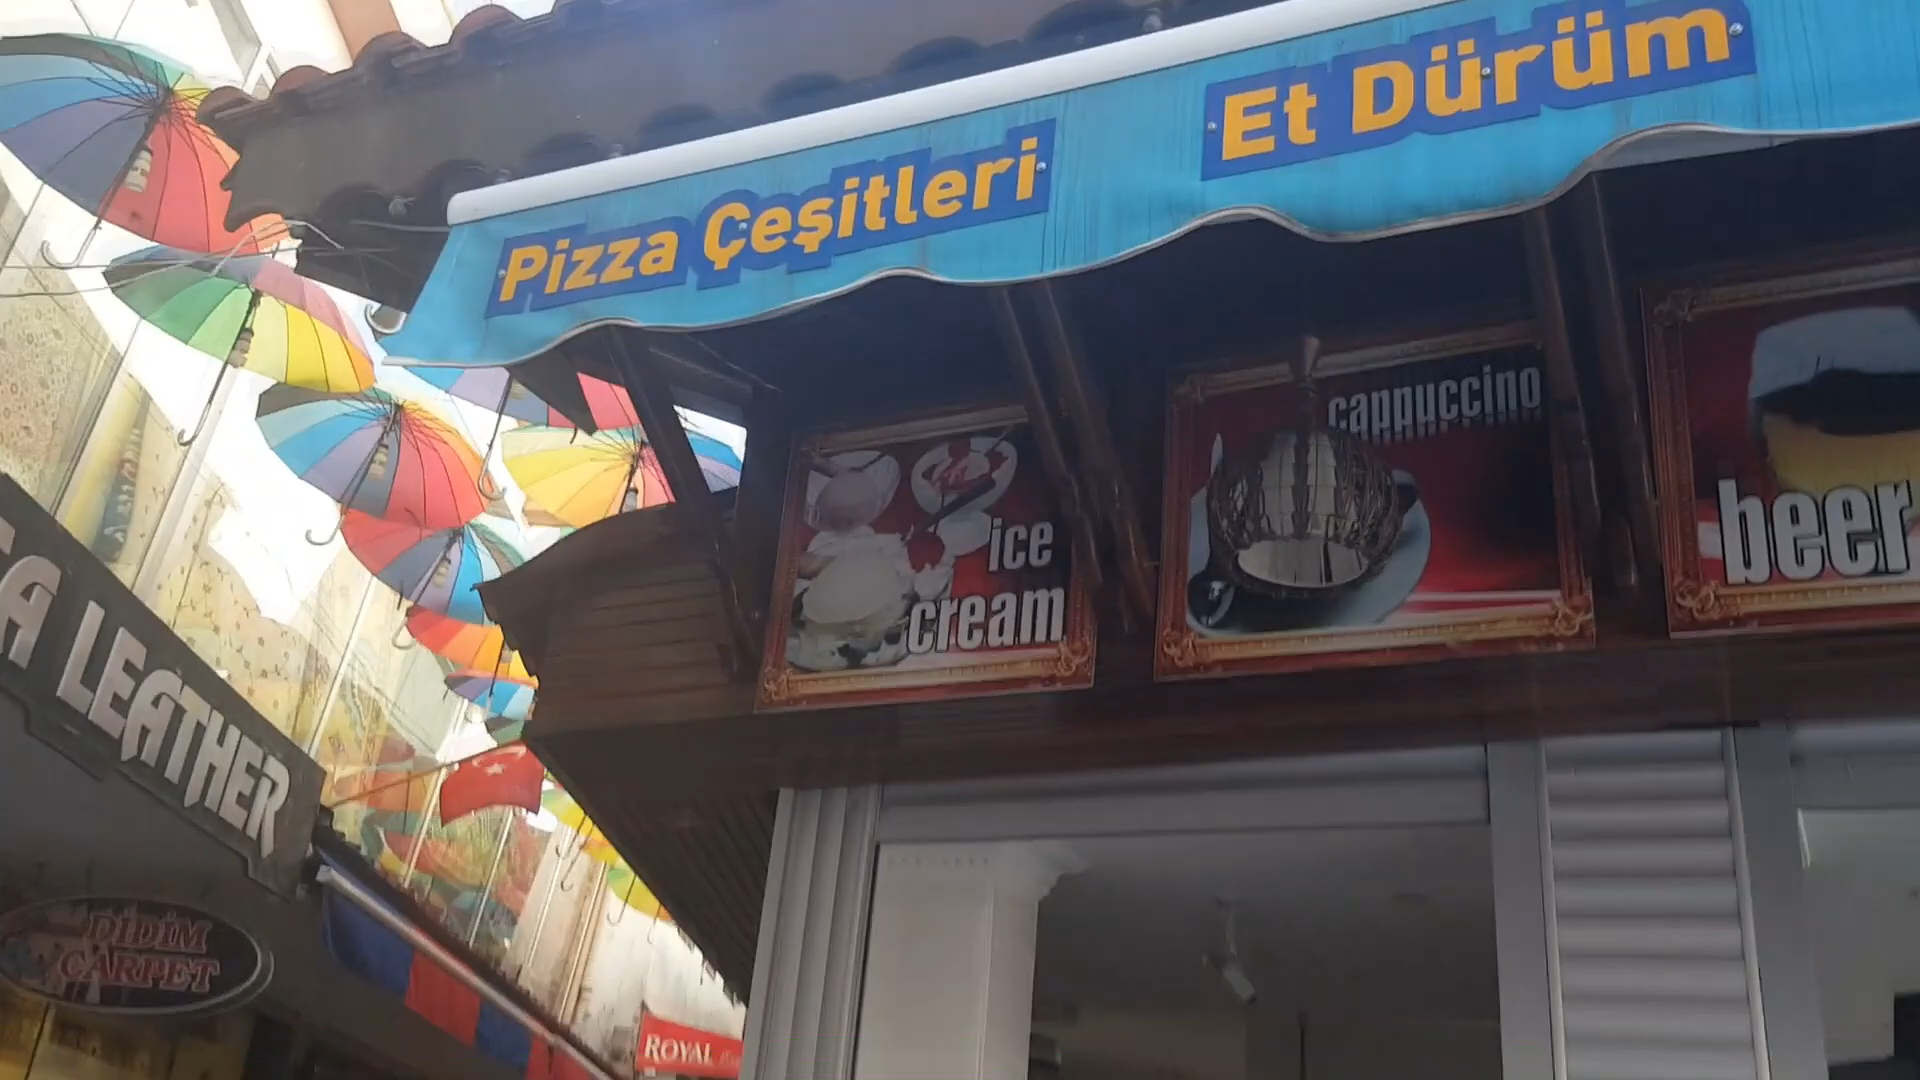 Pizza Çeşitleri
Et Dürüm
ice
cream
cappuccino
beer
A LEATHER
DİDİM
CARPET
ROYAL